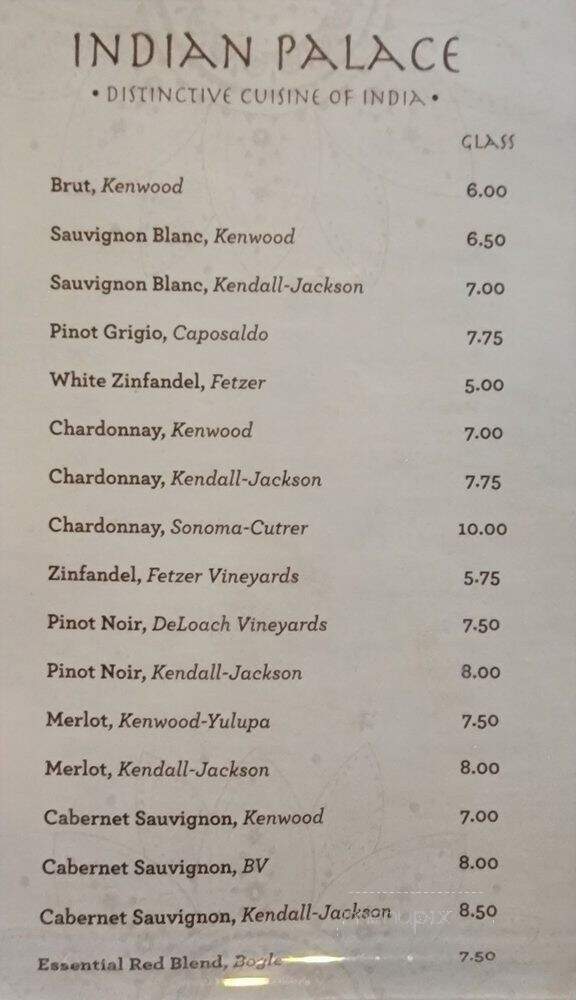 INDIAN PALACE
• DISTINCTIVE CUISINE OF INDIA •
GLASS
Brut, Kenwood 6.00
Sauvignon Blanc, Kenwood 6.50
Sauvignon Blanc, Kendall-Jackson 7.00
Pinot Grigio, Caposaldo 7.75
White Zinfandel, Fetzer 5.00
Chardonnay, Kenwood 7.00
Chardonnay, Kendall-Jackson 7.75
Chardonnay, Sonoma-Cutrer 10.00
Zinfandel, Fetzer Vineyards 5.75
Pinot Noir, DeLoach Vineyards 7.50
Pinot Noir, Kendall-Jackson 8.00
Merlot, Kenwood-Yulupa 7.50
Merlot, Kendall-Jackson 8.00
Cabernet Sauvignon, Kenwood 7.00
Cabernet Sauvignon, BV 8.00
Cabernet Sauvignon, Kendall-Jackson 8.50
menupix
Essential Red Blend, Bogle 7.50